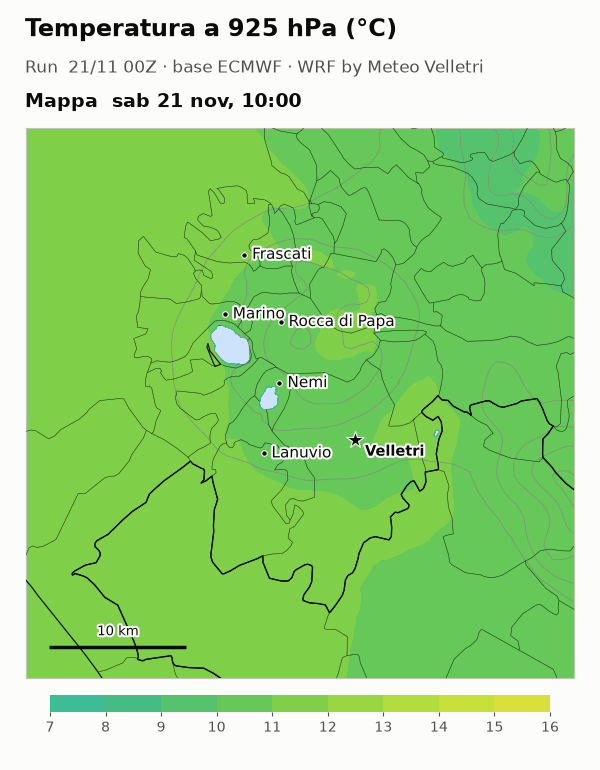 Temperatura a 925 hPa (°C)
Run  21/11 00Z · base ECMWF · WRF by Meteo Velletri
Mappa  sab 21 nov, 10:00
Frascati
Marino
Rocca di Papa
Nemi
Velletri
Lanuvio
10 km
7 8 9 10 11 12 13 14 15 16